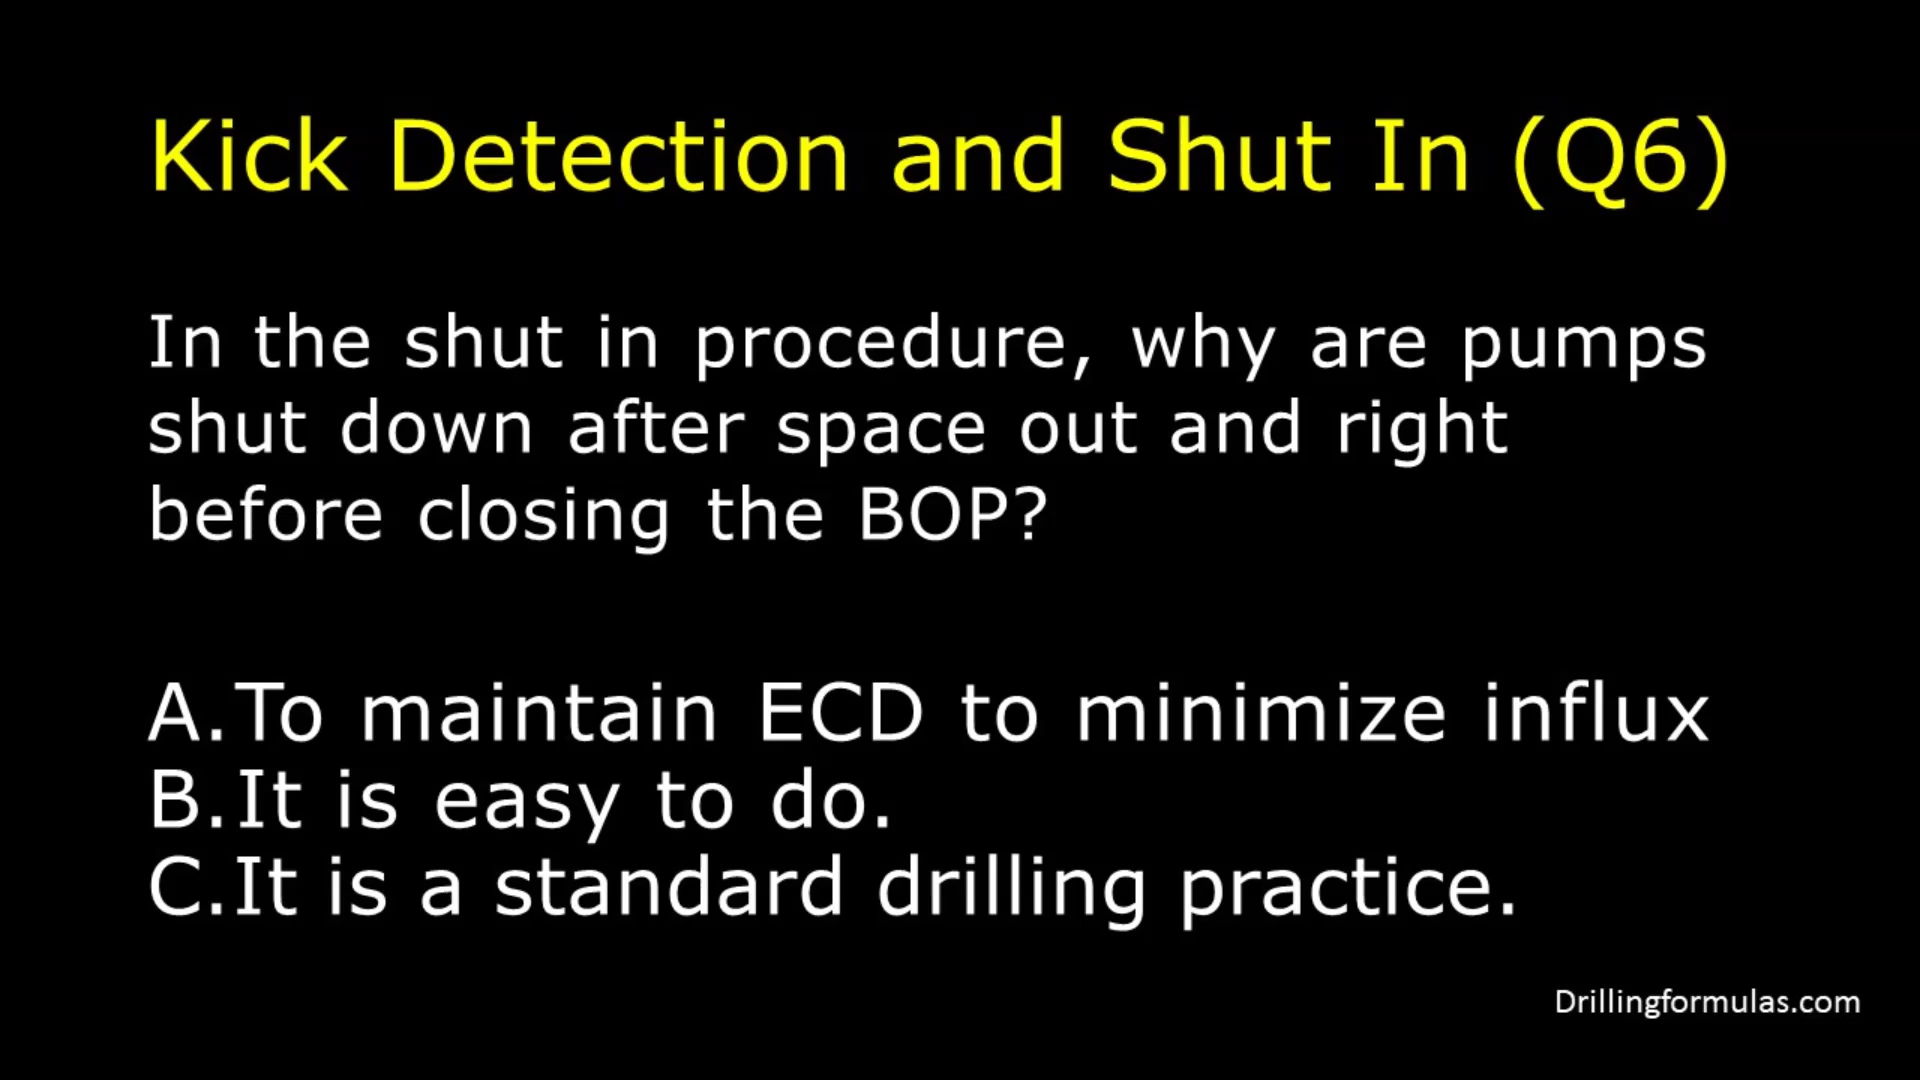 Kick Detection and Shut In (Q6)
In the shut in procedure, why are pumps
shut down after space out and right
before closing the BOP?
A.To maintain ECD to minimize influx
B.It is easy to do.
C.It is a standard drilling practice.
Drillingformulas.com